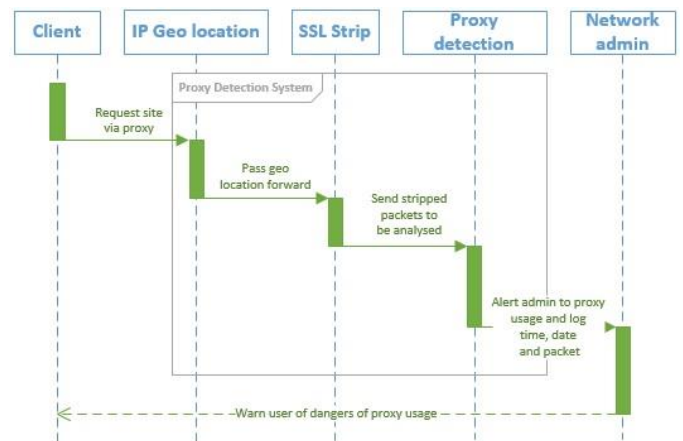 Client
IP Geo location
SSL Strip
Proxy
detection
Network
admin
Proxy Detection System
Request site
via proxy
Pass geo
location forward
Send stripped
packets to
be analysed
Alert admin to proxy
usage and log
time, date
and packet
Warn user of dangers of proxy usage